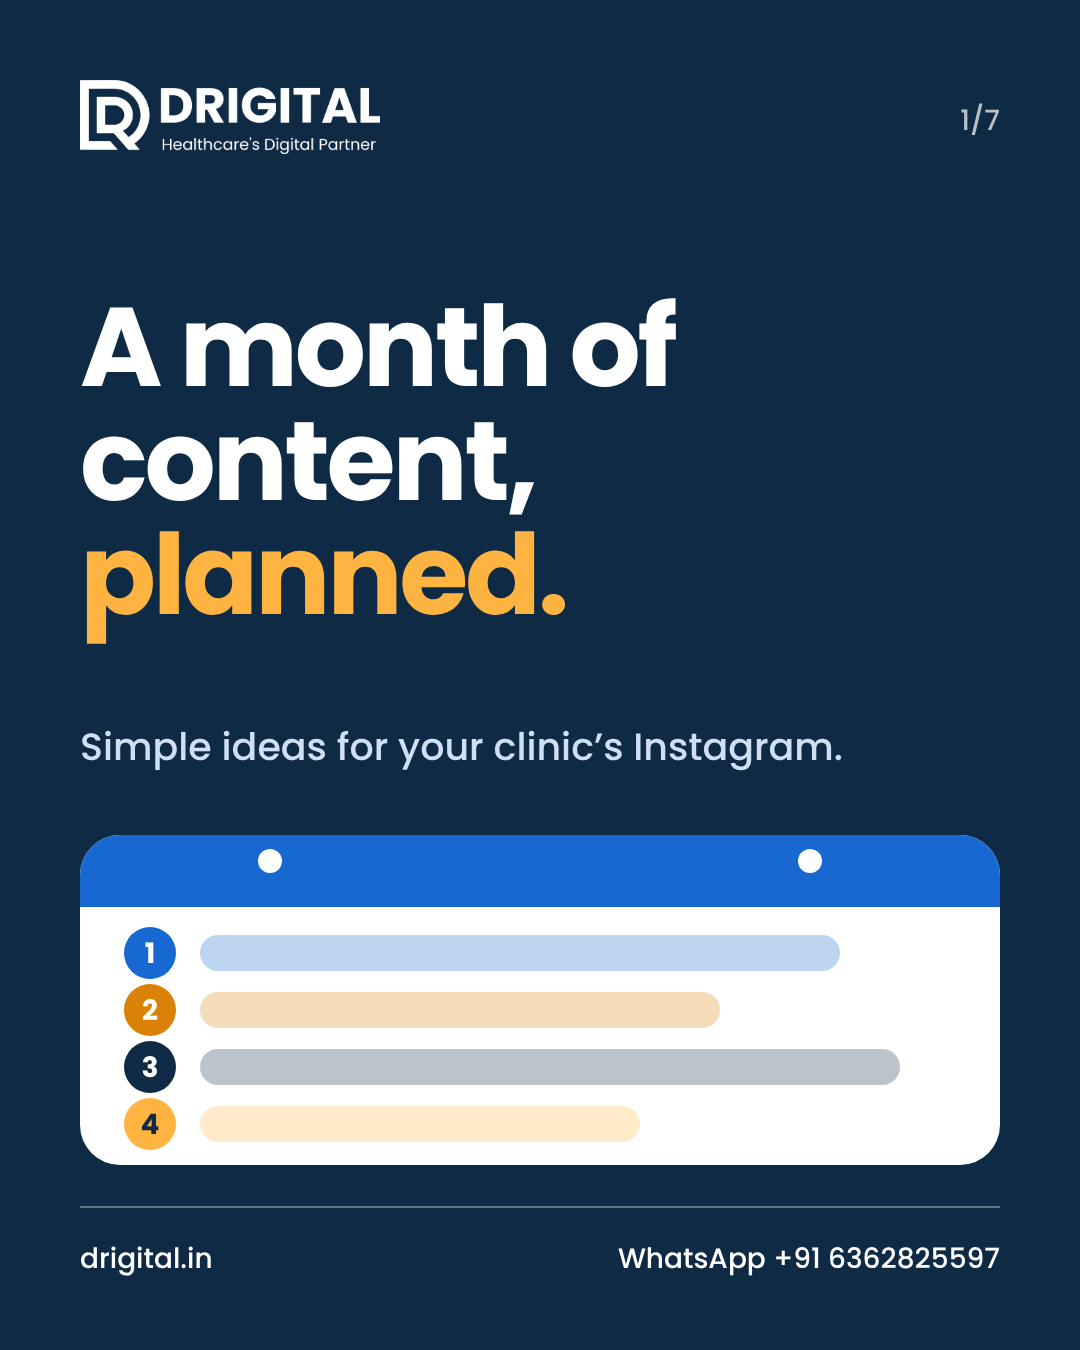 DRIGITAL
Healthcare's Digital Partner
1/7
A month of
content,
planned.
Simple ideas for your clinic’s Instagram.
1
2
3
4
drigital.in
WhatsApp +91 6362825597